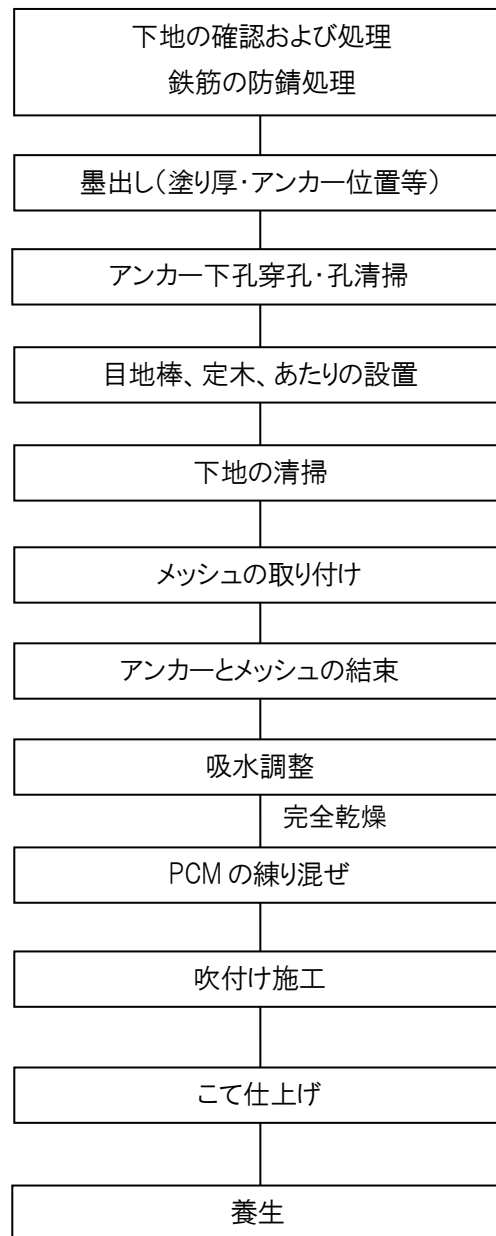 下地の確認および処理
鉄筋の防錆処理
墨出し（塗り厚・アンカー位置等）
アンカー下孔穿孔・孔清掃
目地棒、定木、あたりの設置
下地の清掃
メッシュの取り付け
アンカーとメッシュの結束
吸水調整
完全乾燥
PCM の練り混ぜ
吹付け施工
こて仕上げ
養生